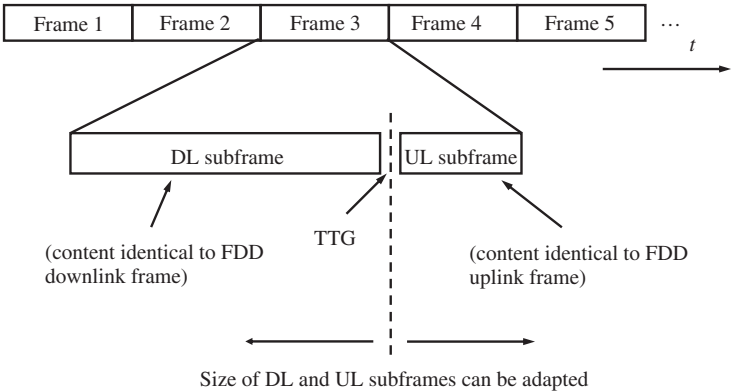 Frame 1 Frame 2 Frame 3 Frame 4 Frame 5 ...
t
DL subframe UL subframe
TTG
(content identical to FDD
downlink frame)
(content identical to FDD
uplink frame)
Size of DL and UL subframes can be adapted